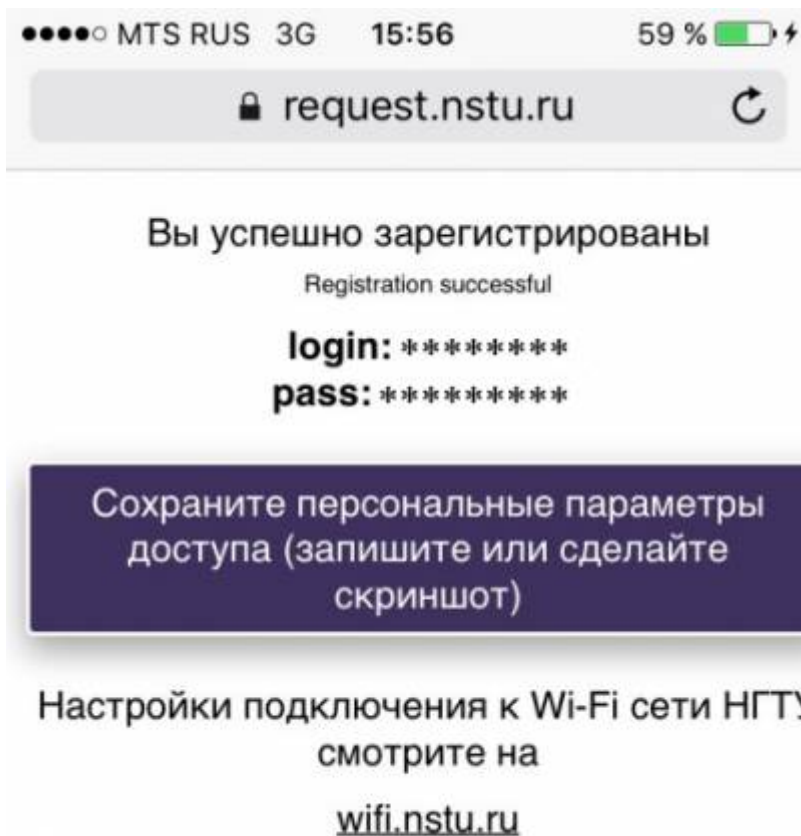 MTS RUS 3G 15:56 59 %
request.nstu.ru
Вы успешно зарегистрированы
Registration successful
login: ********
pass: *********
Сохраните персональные параметры
доступа (запишите или сделайте
скриншот)
Настройки подключения к Wi-Fi сети НГТУ
смотрите на
wifi.nstu.ru